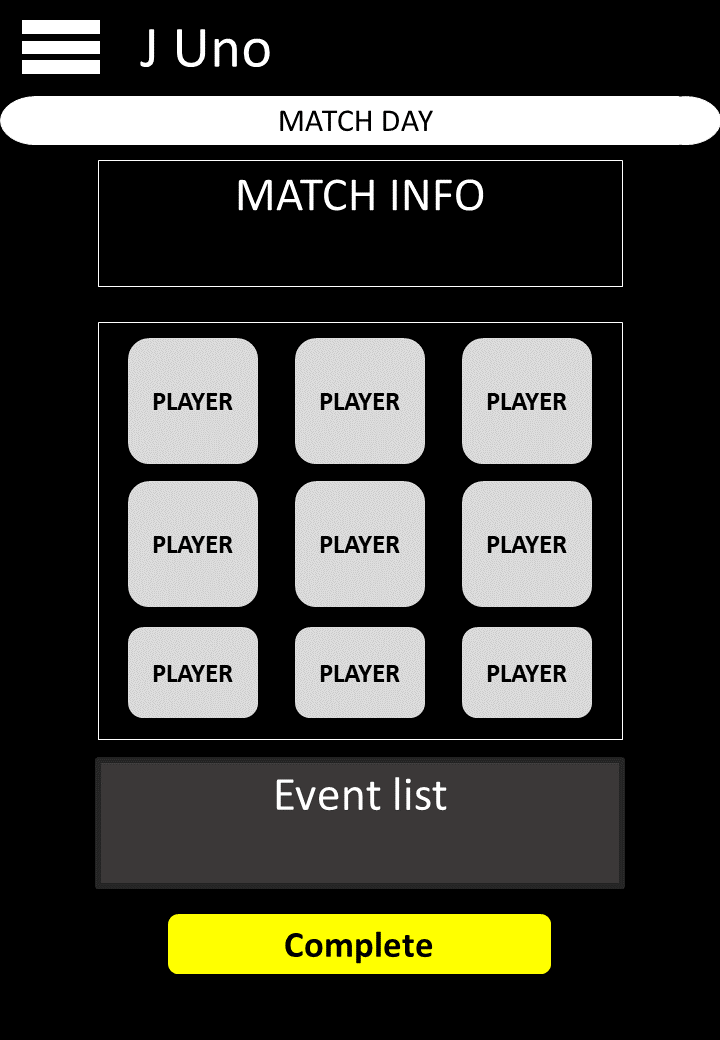 J Uno
MATCH DAY
MATCH INFO
PLAYER PLAYER PLAYER
PLAYER PLAYER PLAYER
PLAYER PLAYER PLAYER
Event list
Complete